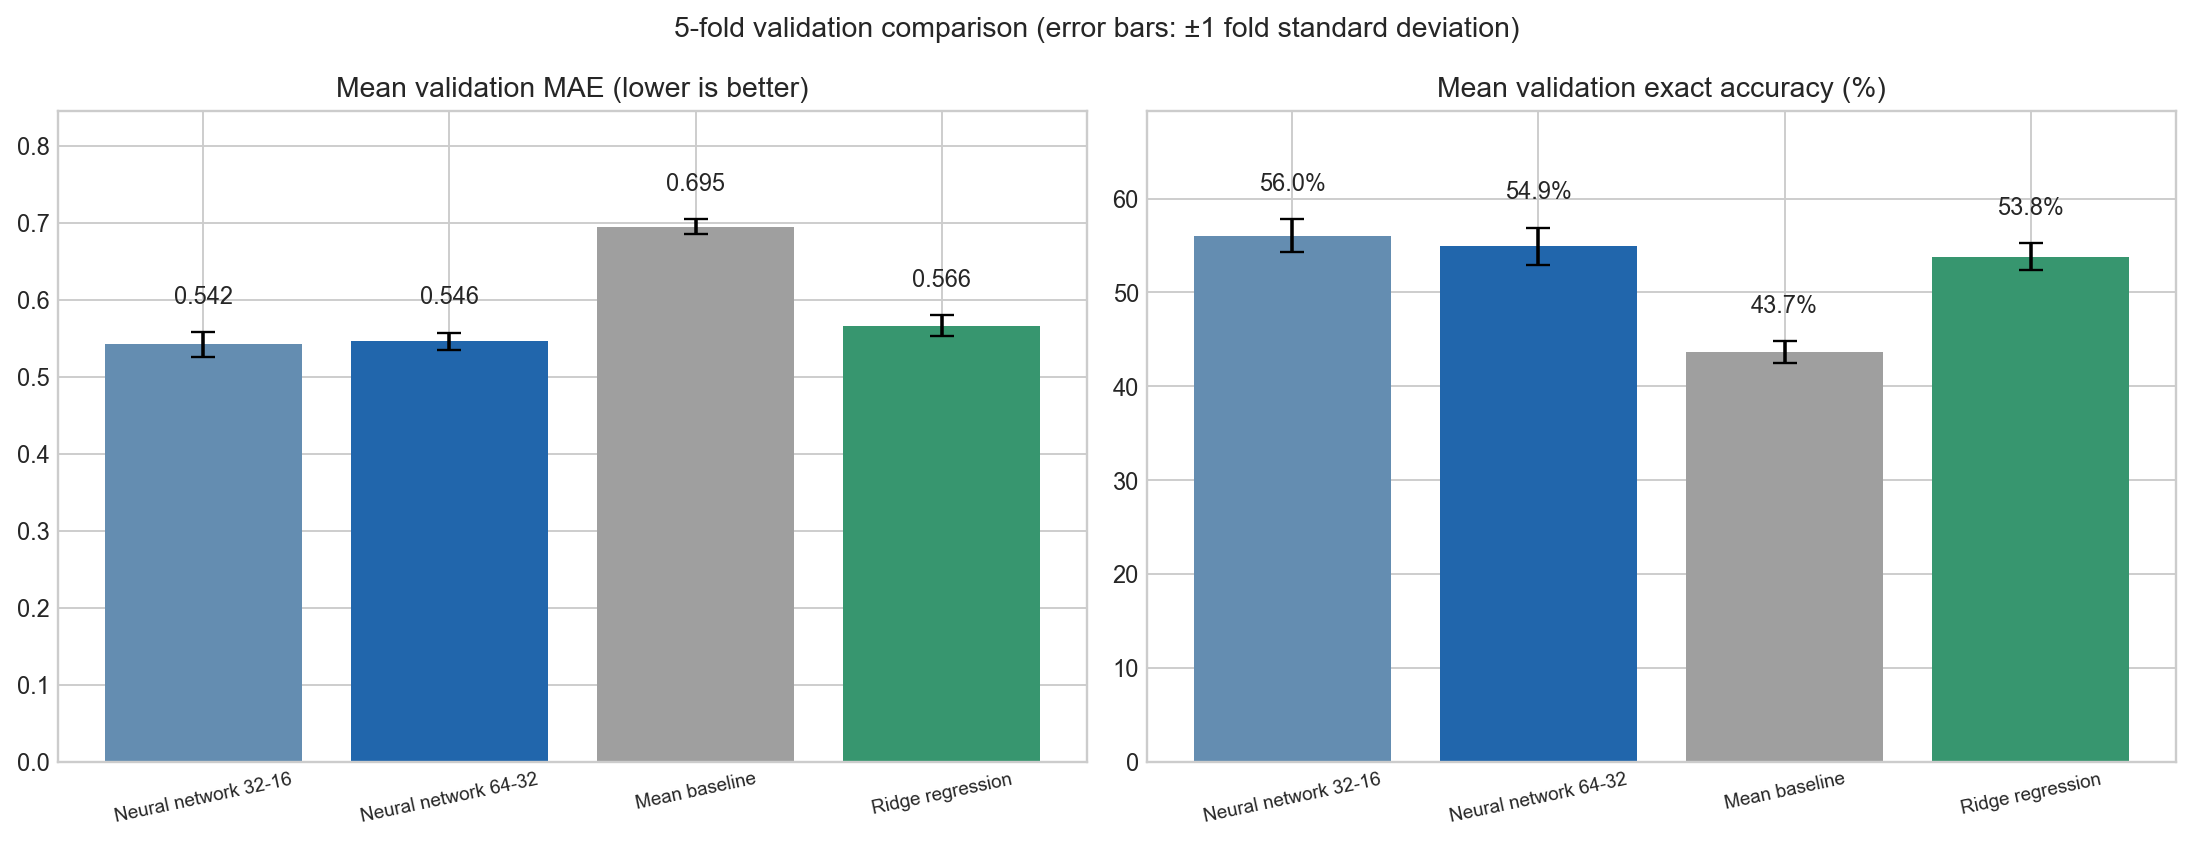 5-fold validation comparison (error bars: ±1 fold standard deviation)
Mean validation MAE (lower is better)
0.8
0.7
0.6
0.5
0.4
0.3
0.2
0.1
0.0
0.542
0.546
0.695
0.566
Neural network 32-16
Neural network 64-32
Mean baseline
Ridge regression
Mean validation exact accuracy (%)
60
50
40
30
20
10
0
56.0%
54.9%
43.7%
53.8%
Neural network 32-16
Neural network 64-32
Mean baseline
Ridge regression